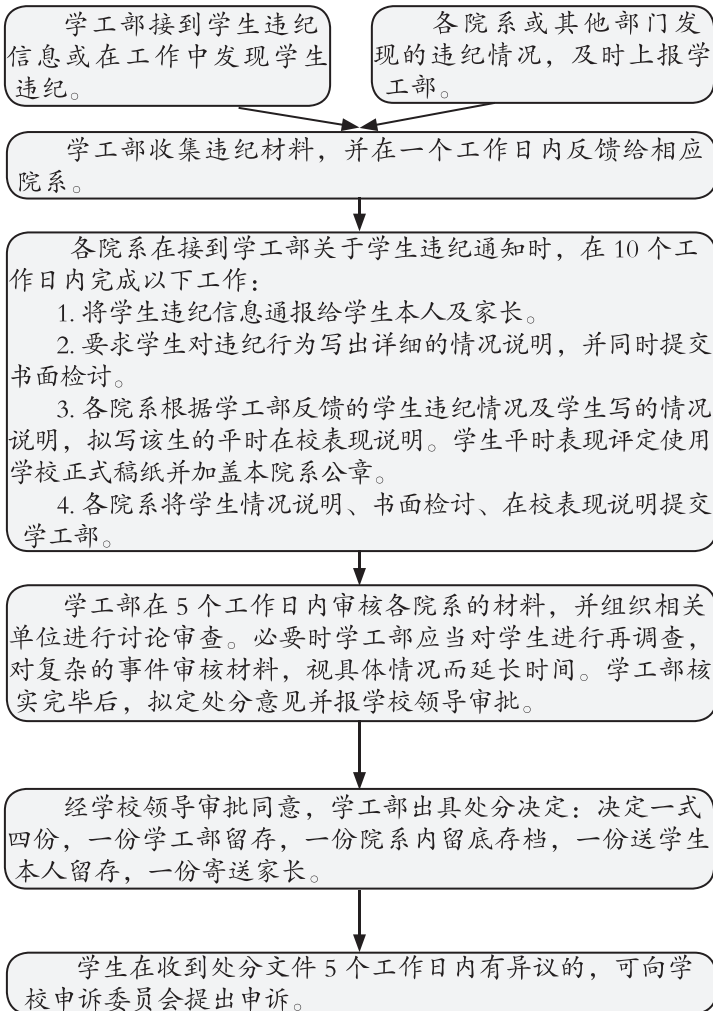 学工部接到学生违纪
信息或在工作中发现学生
违纪。
各院系或其他部门发
现的违纪情况，及时上报学
工部。
学工部收集违纪材料，并在一个工作日内反馈给相应
院系。
各院系在接到学工部关于学生违纪通知时，在 10 个工
作日内完成以下工作：
1. 将学生违纪信息通报给学生本人及家长。
2. 要求学生对违纪行为写出详细的情况说明，并同时提交
书面检讨。
3. 各院系根据学工部反馈的学生违纪情况及学生写的情况
说明，拟写该生的平时在校表现说明。学生平时表现评定使用
学校正式稿纸并加盖本院系公章。
4. 各院系将学生情况说明、书面检讨、在校表现说明提交
学工部。
学工部在 5 个工作日内审核各院系的材料，并组织相关
单位进行讨论审查。必要时学工部应当对学生进行再调查，
对复杂的事件审核材料，视具体情况而延长时间。学工部核
实完毕后，拟定处分意见并报学校领导审批。
经学校领导审批同意，学工部出具处分决定：决定一式
四份，一份学工部留存，一份院系内留底存档，一份送学生
本人留存，一份寄送家长。
学生在收到处分文件 5 个工作日内有异议的，可向学
校申诉委员会提出申诉。